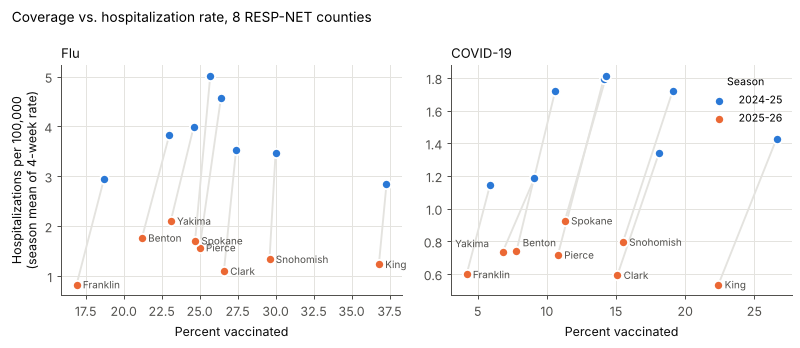 Coverage vs. hospitalization rate, 8 RESP-NET counties
Flu
Hospitalizations per 100,000
(season mean of 4-week rate)
5
4
3
2
1
Yakima
Benton
Spokane
Pierce
Clark
Snohomish
King
Franklin
17.5 20.0 22.5 25.0 27.5 30.0 32.5 35.0 37.5
Percent vaccinated
COVID-19
1.8
1.6
1.4
1.2
1.0
0.8
0.6
Season
2024-25
2025-26
Spokane
Yakima
Benton
Snohomish
Pierce
Franklin
Clark
King
5 10 15 20 25
Percent vaccinated